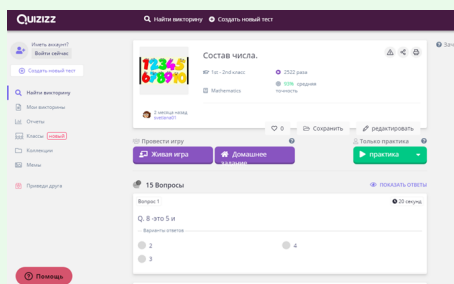 QUIZIZZ
Найти викторину
Создать новый тест
Иметь аккаунт?
Войти сейчас
Создать новый тест
Найти викторину
Мои викторины
Отчеты
Классы новый!
Коллекции
Мемы
Приведи друга
Помощь
Состав числа.
1st - 2nd класс
2522 раза
Mathematics
93% средняя
точность
2 месяца назад
0
Сохранить
редактировать
Провести игру
Только практика
Живая игра
Домашнее
задание
практика
15 Вопросы
ПОКАЗАТЬ ОТВЕТЫ
Вопрос 1
20 секунд
Q. 8 -это 5 и
Варианты ответов
2
4
3
Зач